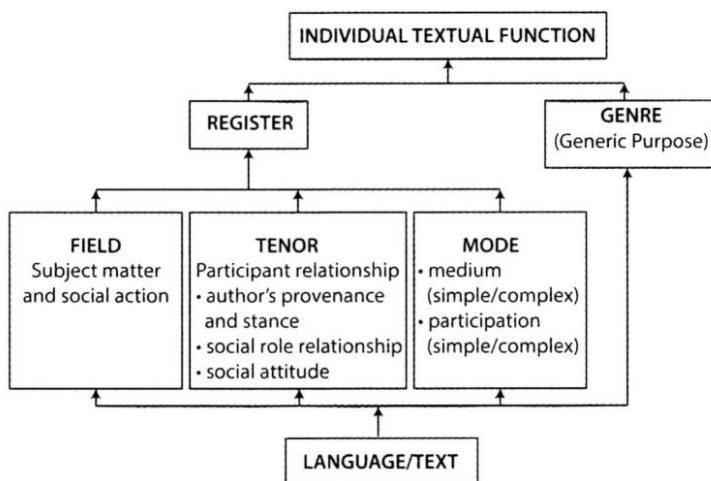 INDIVIDUAL TEXTUAL FUNCTION
REGISTER
GENRE
(Generic Purpose)
FIELD
Subject matter
and social action
TENOR
Participant relationship
• author's provenance
and stance
• social role relationship
• social attitude
MODE
• medium
(simple/complex)
• participation
(simple/complex)
LANGUAGE/TEXT